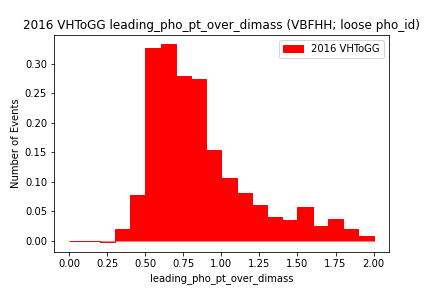 2016 VHToGG leading_pho_pt_over_dimass (VBFHH; loose pho_id)
2016 VHToGG
Number of Events
0.30
0.25
0.20
0.15
0.10
0.05
0.00
0.00 0.25 0.50 0.75 1.00 1.25 1.50 1.75 2.00
leading_pho_pt_over_dimass